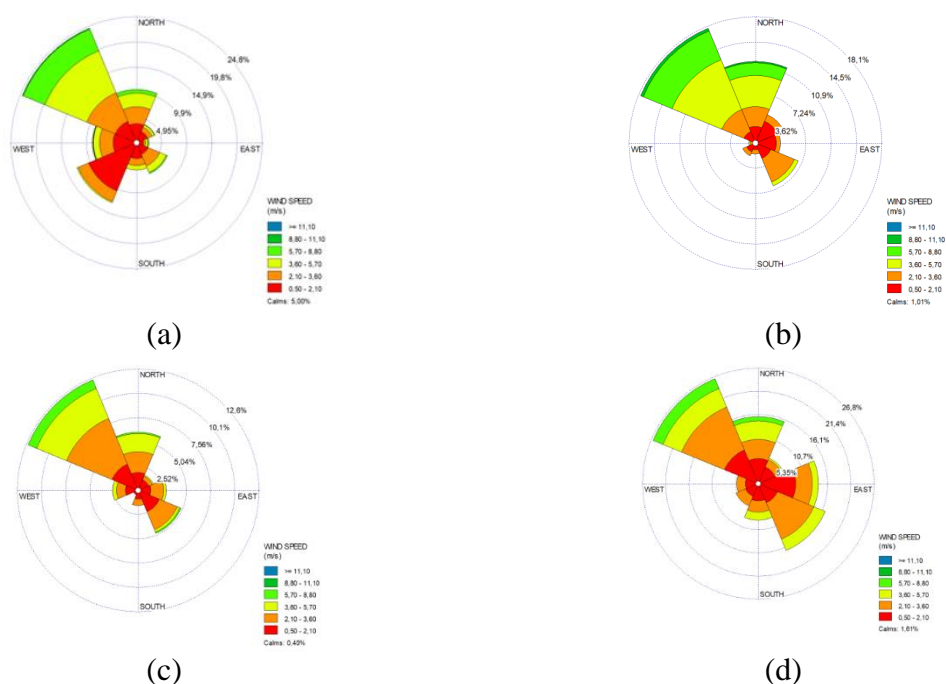 NORTH
24,8%
19,8%
14,9%
9,9%
4,95%
WEST
EAST
SOUTH
WIND SPEED
(m/s)
>= 11,10
8,80 - 11,10
5,70 - 8,80
3,60 - 5,70
2,10 - 3,60
0,50 - 2,10
Calms: 5,00%
(a)
NORTH
18,1%
14,5%
10,9%
7,24%
3,62%
WEST
EAST
SOUTH
WIND SPEED
(m/s)
>= 11,10
8,80 - 11,10
5,70 - 8,80
3,60 - 5,70
2,10 - 3,60
0,50 - 2,10
Calms: 1,01%
(b)
NORTH
12,6%
10,1%
7,56%
5,04%
2,52%
WEST
EAST
SOUTH
WIND SPEED
(m/s)
>= 11,10
8,80 - 11,10
5,70 - 8,80
3,60 - 5,70
2,10 - 3,60
0,50 - 2,10
Calms: 0,40%
(c)
NORTH
26,8%
21,4%
16,1%
10,7%
5,35%
WEST
EAST
SOUTH
WIND SPEED
(m/s)
>= 11,10
8,80 - 11,10
5,70 - 8,80
3,60 - 5,70
2,10 - 3,60
0,50 - 2,10
Calms: 1,61%
(d)